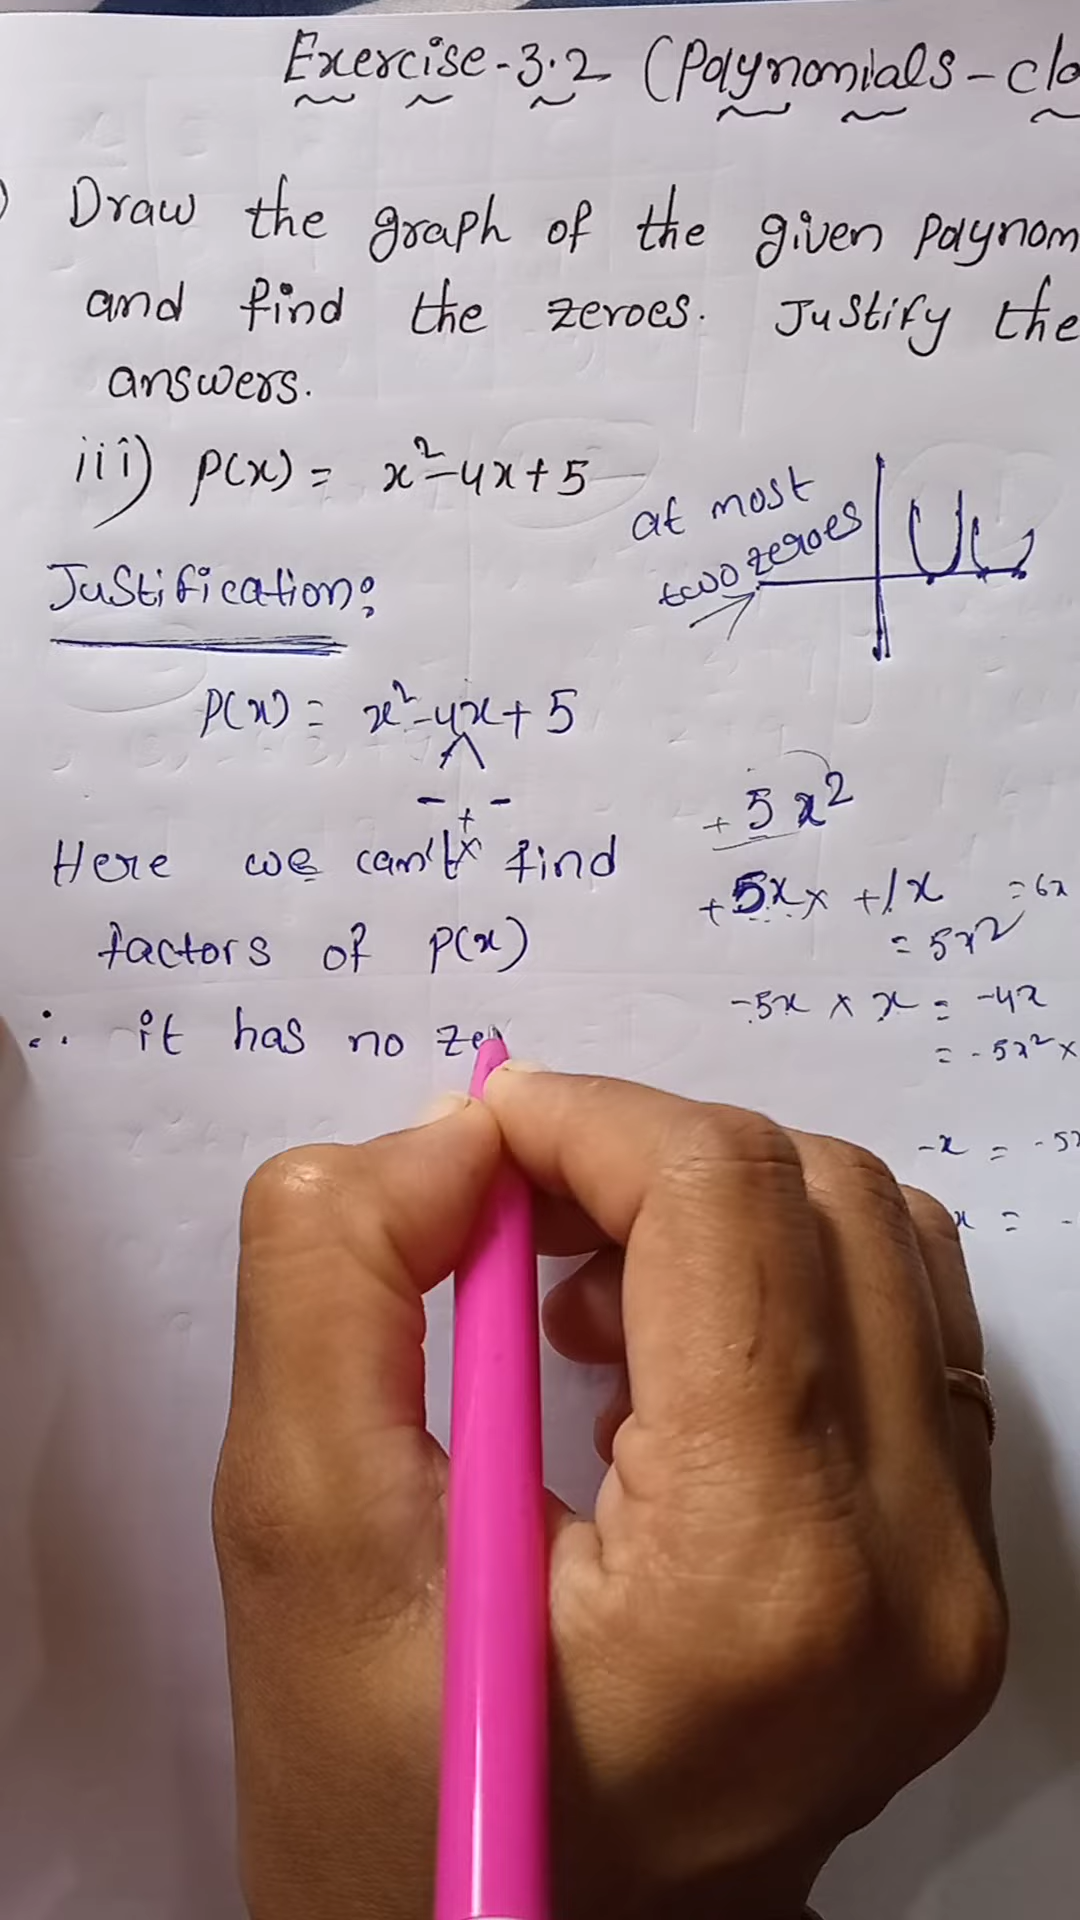 Exercise-3.2 (Polynomials-cla
Draw the graph of the given Polynom
and find the zeroes. Justify the
answers.
iii) P(x) = x²-4x+5
at most
two zeroes
Justification:
P(x) = x²-4x+5
- + -
x
+5x²
Here we can't find
+5x x +1x = 6x
= 5x²
factors of P(x)
-5x x x = -4x
= -5x² x
∴ it has no ze
-x = -5x
x = -